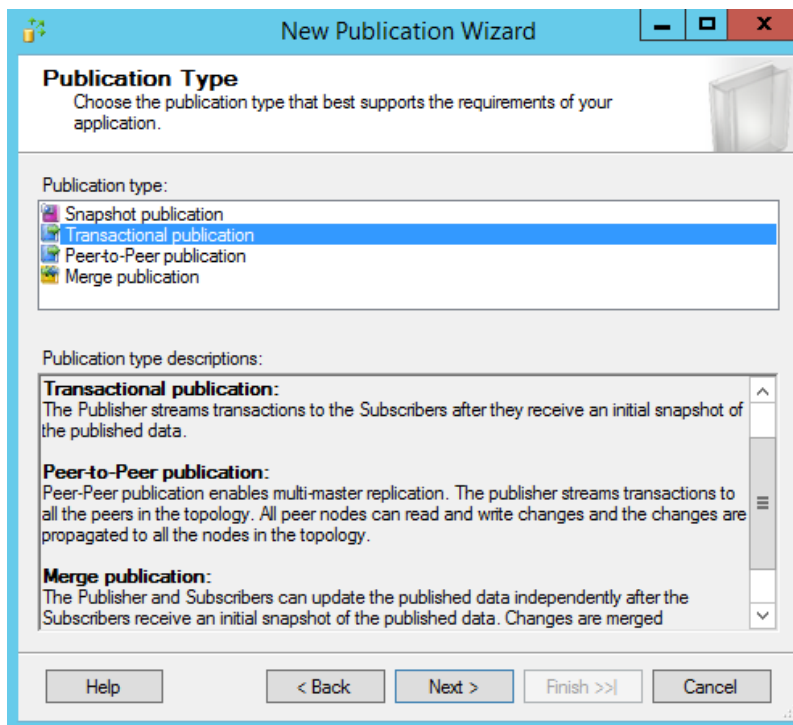 New Publication Wizard
Publication Type
Choose the publication type that best supports the requirements of your
application.
Publication type:
Snapshot publication
Transactional publication
Peer-to-Peer publication
Merge publication
Publication type descriptions:
Transactional publication:
The Publisher streams transactions to the Subscribers after they receive an initial snapshot of
the published data.
Peer-to-Peer publication:
Peer-Peer publication enables multi-master replication. The publisher streams transactions to
all the peers in the topology. All peer nodes can read and write changes and the changes are
propagated to all the nodes in the topology.
Merge publication:
The Publisher and Subscribers can update the published data independently after the
Subscribers receive an initial snapshot of the published data. Changes are merged
Help
< Back
Next >
Finish >>|
Cancel